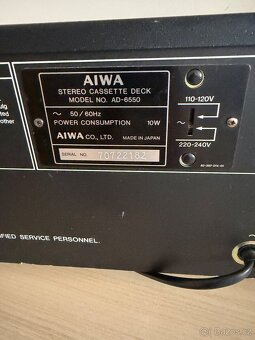 AIWA
STEREO CASSETTE DECK
MODEL NO. AD-6550
~ 50/60Hz
POWER CONSUMPTION 10W
AIWA CO., LTD. MADE IN JAPAN
SERIAL NO. 70722182
110-120V
~
220-240V
other
SERVICE PERSONNEL.